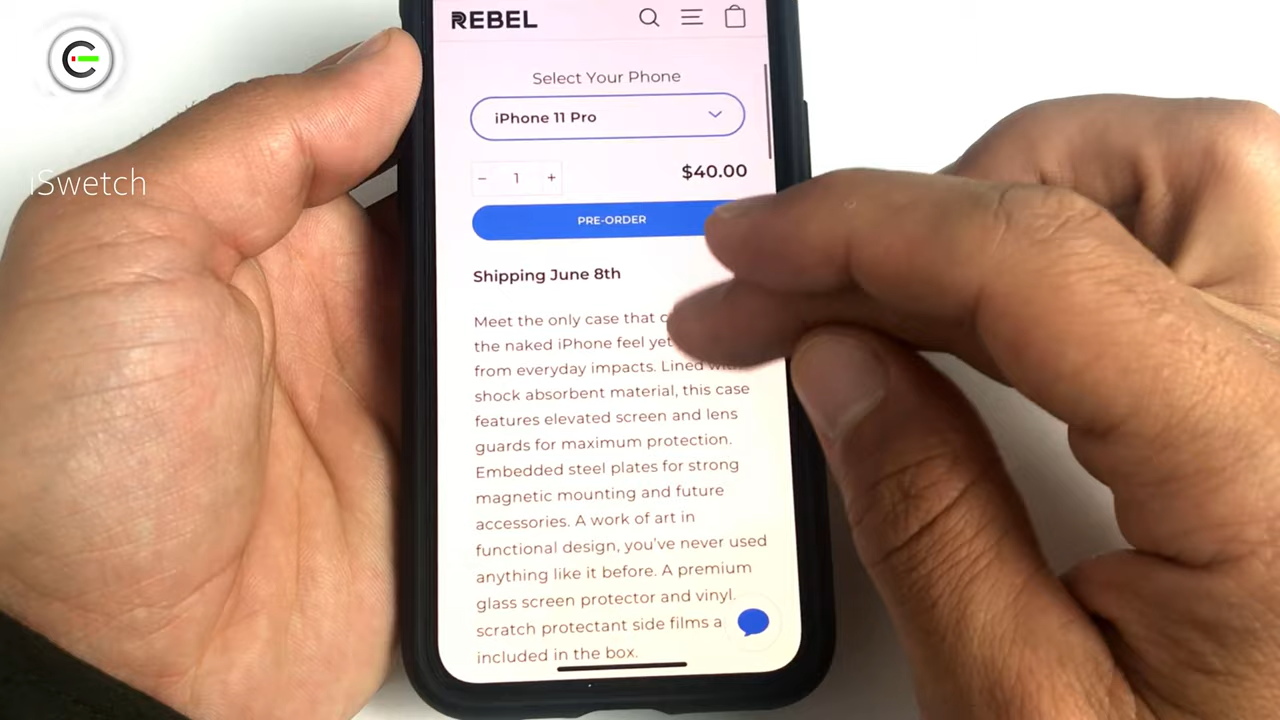 REBEL
iSwetch
Select Your Phone
iPhone 11 Pro
− 1 + $40.00
PRE-ORDER
Shipping June 8th
Meet the only case that
the naked iPhone feel yet
from everyday impacts. Lined with
shock absorbent material, this case
features elevated screen and lens
guards for maximum protection.
Embedded steel plates for strong
magnetic mounting and future
accessories. A work of art in
functional design, you've never used
anything like it before. A premium
glass screen protector and vinyl
scratch protectant side films
included in the box.